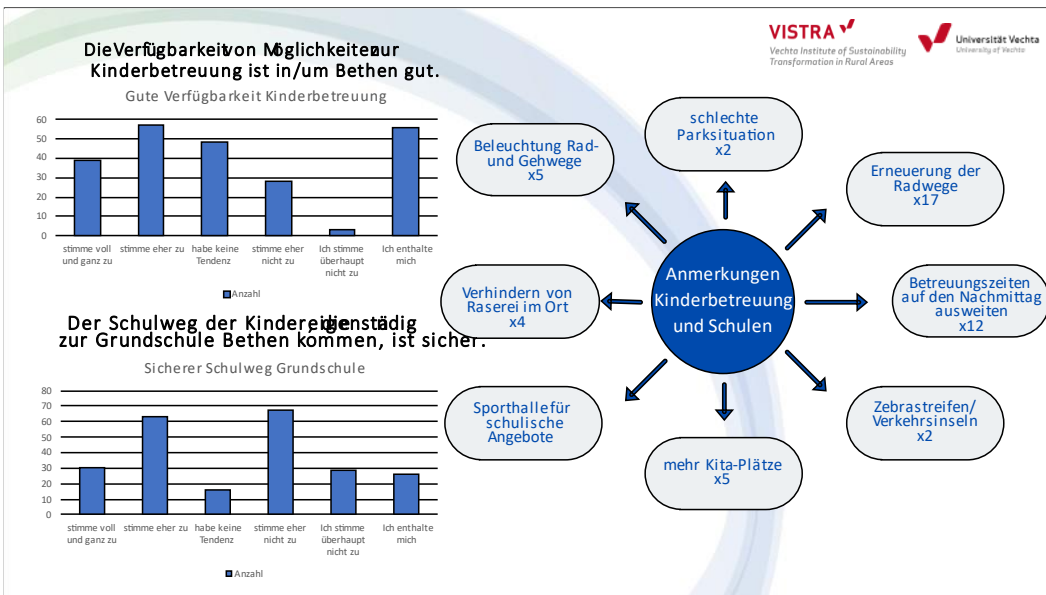 Die Verfügbarkeit von Möglichkeiten zur
Kinderbetreuung ist in/um Bethen gut.
Gute Verfügbarkeit Kinderbetreuung
60
50
40
30
20
10
0
stimme voll und ganz zu
stimme eher zu
habe keine Tendenz
stimme eher nicht zu
Ich stimme überhaupt nicht zu
Ich enthalte mich
Anzahl
Der Schulweg der Kinder, die eigenständig
zur Grundschule Bethen kommen, ist sicher.
Sicherer Schulweg Grundschule
80
70
60
50
40
30
20
10
0
stimme voll und ganz zu
stimme eher zu
habe keine Tendenz
stimme eher nicht zu
Ich stimme überhaupt nicht zu
Ich enthalte mich
Anzahl
VISTRA
Vechta Institute of Sustainability
Transformation in Rural Areas
Universität Vechta
University of Vechta
schlechte
Parksituation
x2
Beleuchtung Rad-
und Gehwege
x5
Erneuerung der
Radwege
x17
Anmerkungen
Kinderbetreuung
und Schulen
Verhindern von
Raserei im Ort
x4
Betreuungszeiten
auf den Nachmittag
ausweiten
x12
Sporthalle für
schulische
Angebote
mehr Kita-Plätze
x5
Zebrastreifen/
Verkehrsinseln
x2